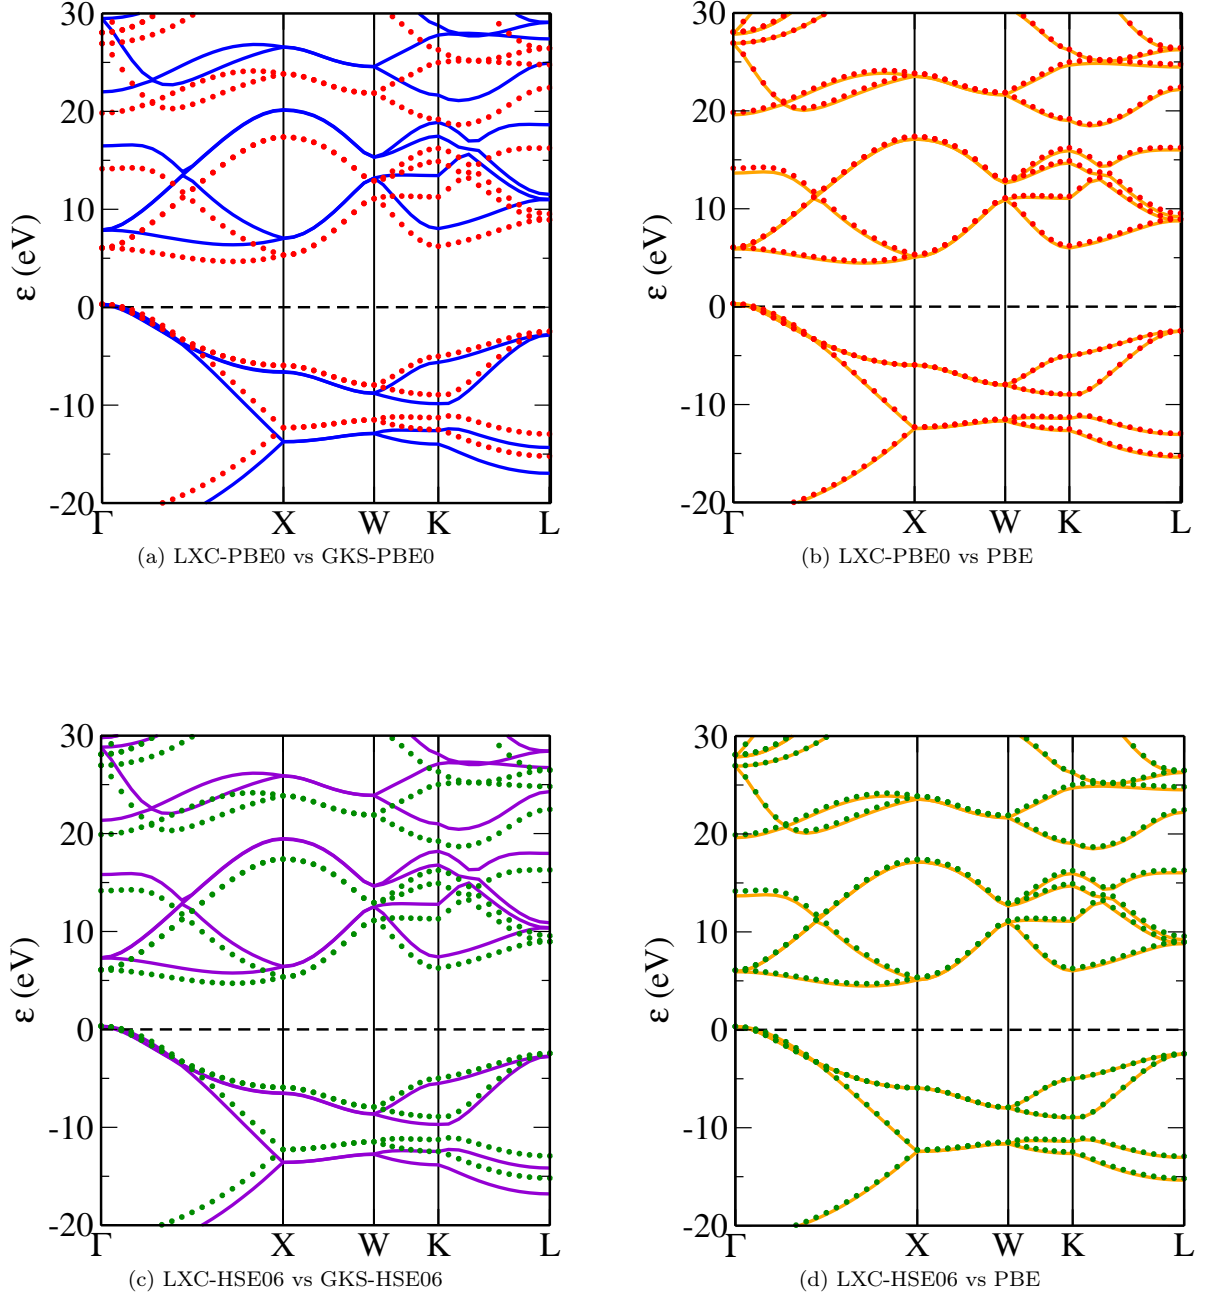 30
20
10
0
-10
-20
ε (eV)
Γ X W K L
(a) LXC-PBE0 vs GKS-PBE0
30
20
10
0
-10
-20
ε (eV)
Γ X W K L
(b) LXC-PBE0 vs PBE
30
20
10
0
-10
-20
ε (eV)
Γ X W K L
(c) LXC-HSE06 vs GKS-HSE06
30
20
10
0
-10
-20
ε (eV)
Γ X W K L
(d) LXC-HSE06 vs PBE